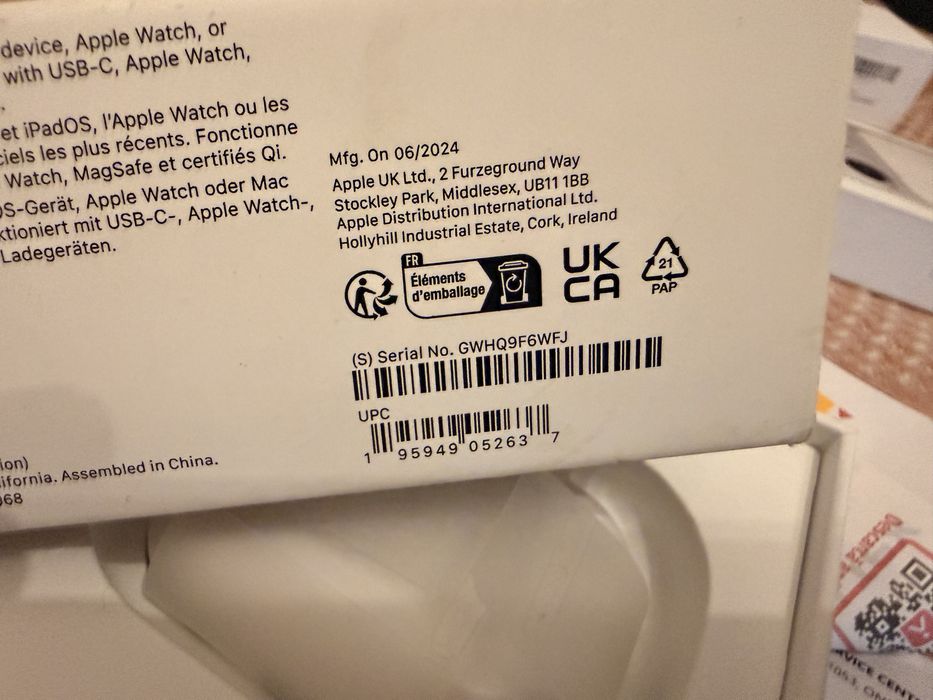 device, Apple Watch, or
with USB-C, Apple Watch,
et iPadOS, l'Apple Watch ou les
ciels les plus récents. Fonctionne
Watch, MagSafe et certifiés Qi.
OS-Gerät, Apple Watch oder Mac
ktioniert mit USB-C-, Apple Watch-,
Ladegeräten.
Mfg. On 06/2024
Apple UK Ltd., 2 Furzeground Way
Stockley Park, Middlesex, UB11 1BB
Apple Distribution International Ltd.
Hollyhill Industrial Estate, Cork, Ireland
FR
Éléments
d'emballage
UK
CA
21
PAP
(S) Serial No. GWHQ9F6WFJ
UPC
1 95949 05263 7
ion)
ifornia. Assembled in China.
968